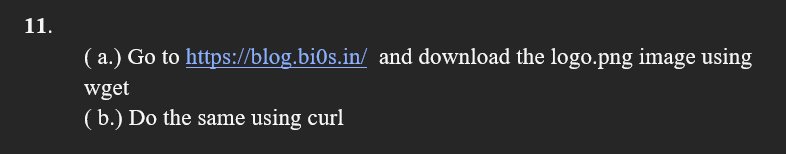 11.
( a.) Go to https://blog.bi0s.in/ and download the logo.png image using
wget
( b.) Do the same using curl